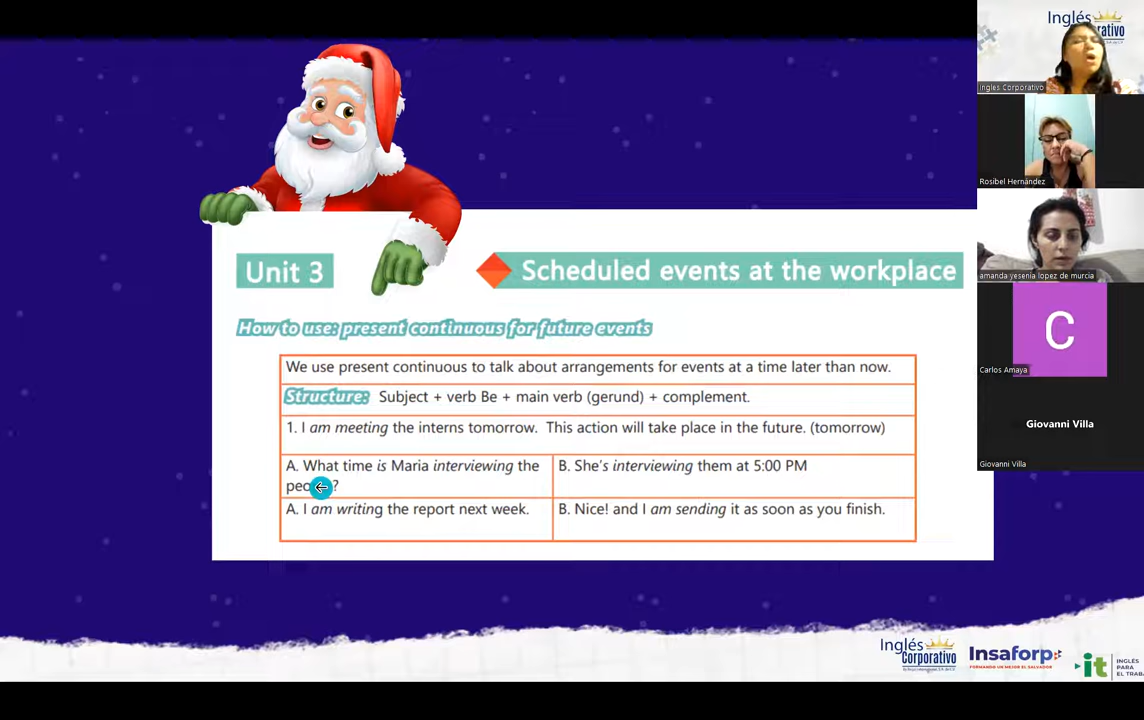 Inglés
Ingles Corporativo
Rosibel Hernández
amanda yesenia lopez de murcia
C
Carlos Amaya
Giovanni Villa
Giovanni Villa
Unit 3
Scheduled events at the workplace
How to use: present continuous for future events
We use present continuous to talk about arrangements for events at a time later than now.
Structure: Subject + verb Be + main verb (gerund) + complement.
1. I am meeting the interns tomorrow. This action will take place in the future. (tomorrow)
A. What time is Maria interviewing the
?
B. She's interviewing them at 5:00 PM
A. I am writing the report next week.
B. Nice! and I am sending it as soon as you finish.
Inglés
Corporativo
Insaforp
FORMANDO UN MEJOR EL SALVADOR
it
INGLÉS
PARA
EL TRABA